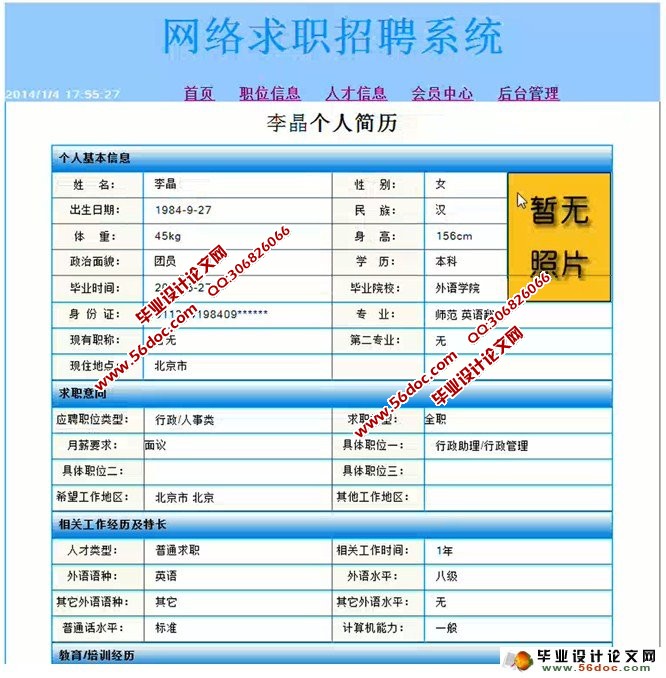 网络求职招聘系统
2014/1/4 17:55:27 首页 职位信息 人才信息 会员中心 后台管理
李晶个人简历
个人基本信息
姓 名： 李晶 性 别： 女
暂无
照片
出生日期： 1984-9-27 民 族： 汉
体 重： 45kg 身 高： 156cm
政治面貌： 团员 学 历： 本科
毕业时间： 毕业院校： 外语学院
身 份 证： 198409****** 专 业： 师范 英语
现有职称： 无 第二专业： 无
现住地点： 北京市
求职意向
应聘职位类型： 行政/人事类 求职 型： 全职
月薪要求： 面议 具体职位一： 行政助理/行政管理
具体职位二： 具体职位三：
希望工作地区： 北京市 北京 其他工作地区：
相关工作经历及特长
人才类型： 普通求职 相关工作时间： 1年
外语语种： 英语 外语水平： 八级
其它外语语种： 其它 其它外语水平： 无
普通话水平： 标准 计算机能力： 一般
教育/培训经历
毕业设计论文网
www.56doc.com QQ:306826066
www.56doc.com QQ:306826066
毕业设计论文网
毕业设计论文网
www.56doc.com